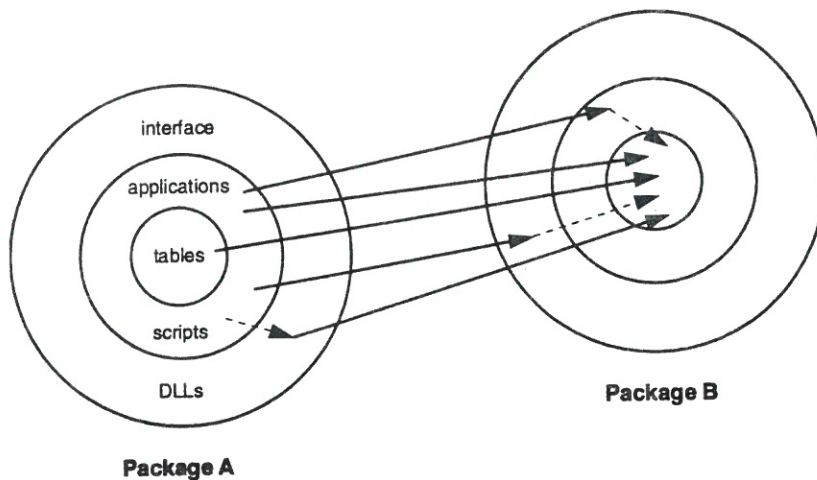 interface
applications
tables
scripts
DLLs
Package B
Package A